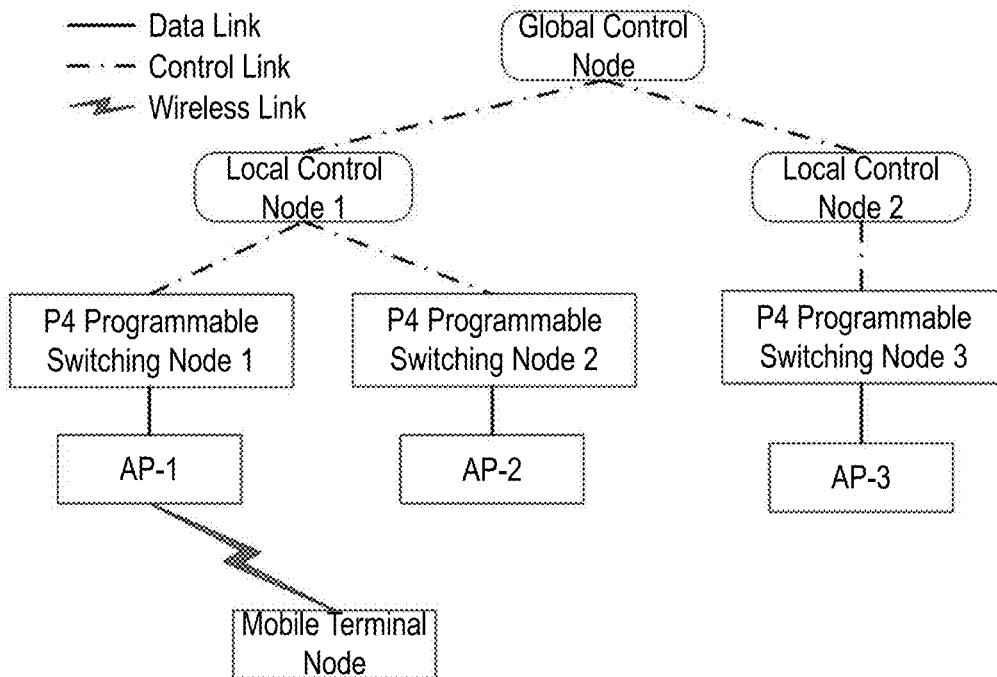 Data Link
Control Link
Wireless Link
Global Control
Node
Local Control
Node 1
Local Control
Node 2
P4 Programmable
Switching Node 1
P4 Programmable
Switching Node 2
P4 Programmable
Switching Node 3
AP-1
AP-2
AP-3
Mobile Terminal
Node